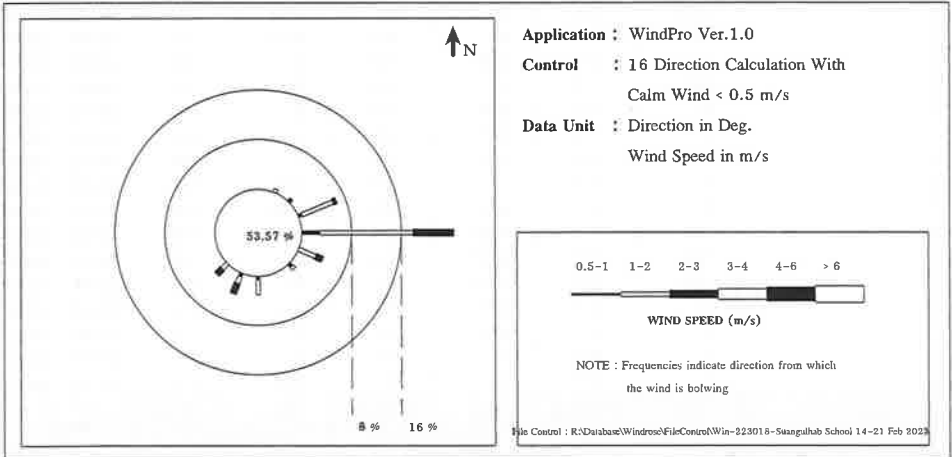 N
53.57 %
8 % 16 %
Application : WindPro Ver.1.0
Control : 16 Direction Calculation With
Calm Wind < 0.5 m/s
Data Unit : Direction in Deg.
Wind Speed in m/s
0.5-1 1-2 2-3 3-4 4-6 > 6
WIND SPEED (m/s)
NOTE : Frequencies indicate direction from which
the wind is bolwing
File Control : R:\Database\Windrose\FileControl\Win-223018-Suangulhab School 14-21 Feb 2023